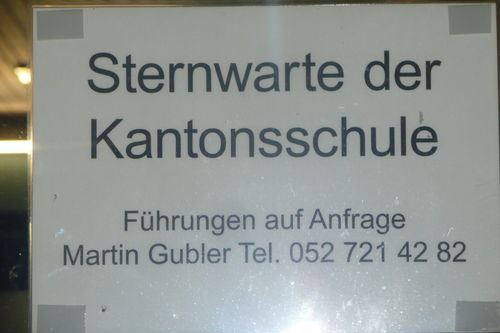 Sternwarte der
Kantonsschule
Führungen auf Anfrage
Martin Gubler Tel. 052 721 42 82